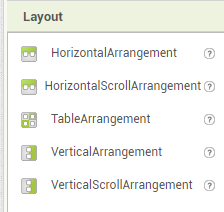 Layout
HorizontalArrangement ?
HorizontalScrollArrangement ?
TableArrangement ?
VerticalArrangement ?
VerticalScrollArrangement ?